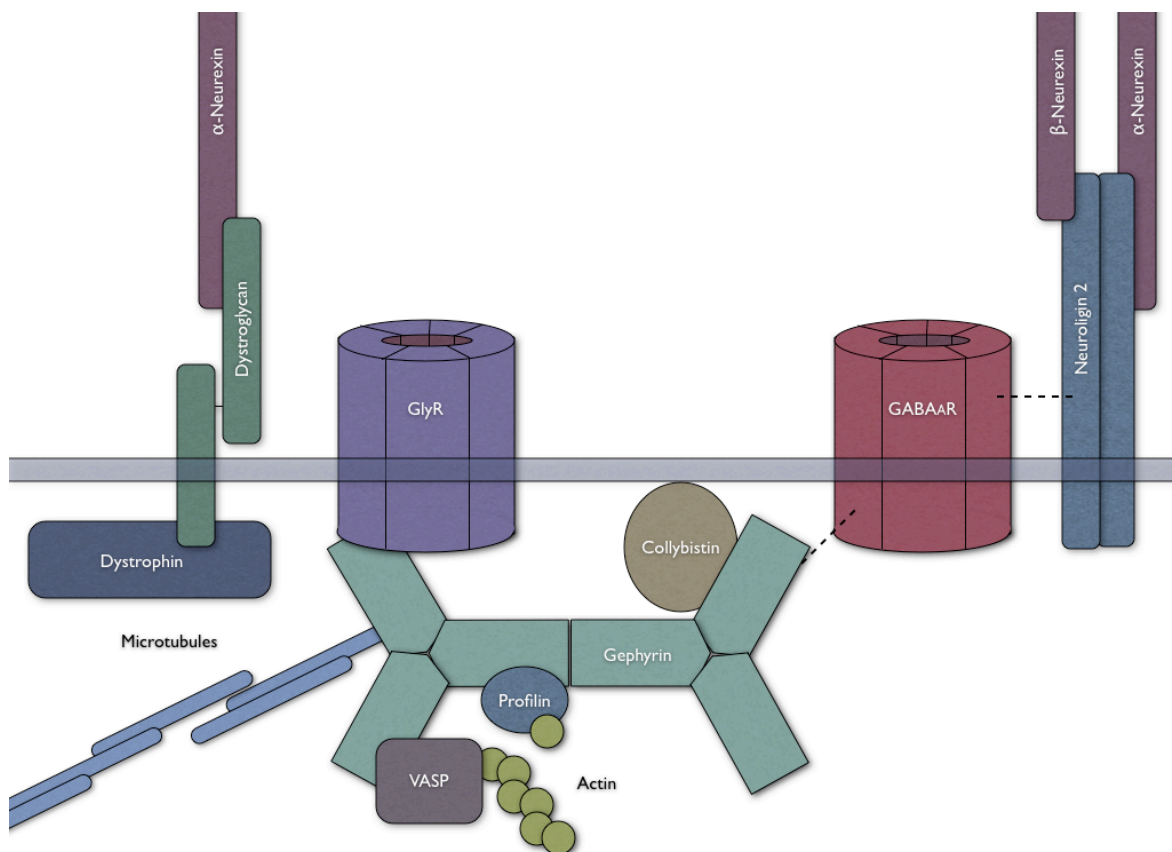 α-Neurexin
β-Neurexin
α-Neurexin
Dystroglycan
Neuroligin 2
GlyR
GABAAR
Collybistin
Dystrophin
Microtubules
Gephyrin
Profilin
VASP
Actin